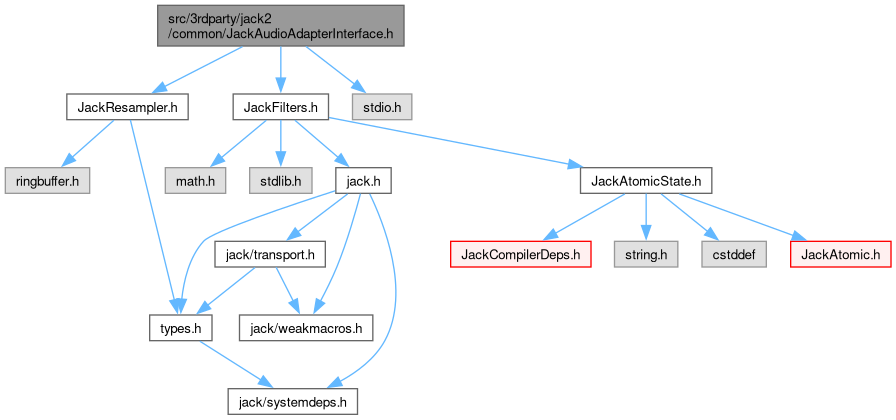 src/3rdparty/jack2
/common/JackAudioAdapterInterface.h
JackResampler.h
JackFilters.h
stdio.h
ringbuffer.h
math.h
stdlib.h
jack.h
JackAtomicState.h
jack/transport.h
JackCompilerDeps.h
string.h
cstddef
JackAtomic.h
types.h
jack/weakmacros.h
jack/systemdeps.h